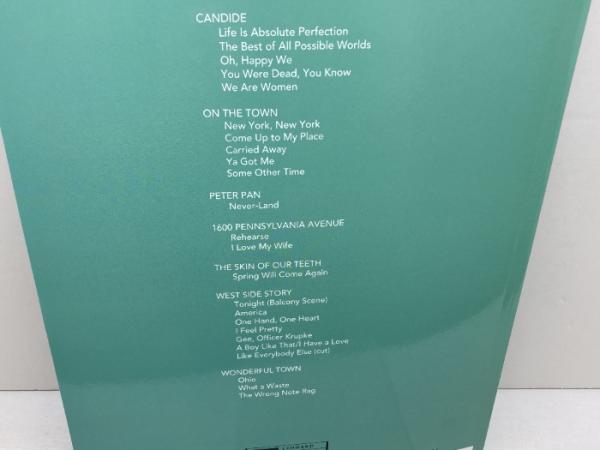 CANDIDE
Life Is Absolute Perfection
The Best of All Possible Worlds
Oh, Happy We
You Were Dead, You Know
We Are Women
ON THE TOWN
New York, New York
Come Up to My Place
Carried Away
Ya Got Me
Some Other Time
PETER PAN
Never-Land
1600 PENNSYLVANIA AVENUE
Rehearse
I Love My Wife
THE SKIN OF OUR TEETH
Spring Will Come Again
WEST SIDE STORY
Tonight (Balcony Scene)
America
One Hand, One Heart
I Feel Pretty
Gee, Officer Krupke
A Boy Like That/I Have a Love
Like Everybody Else (cut)
WONDERFUL TOWN
Ohio
What a Waste
The Wrong Note Rag